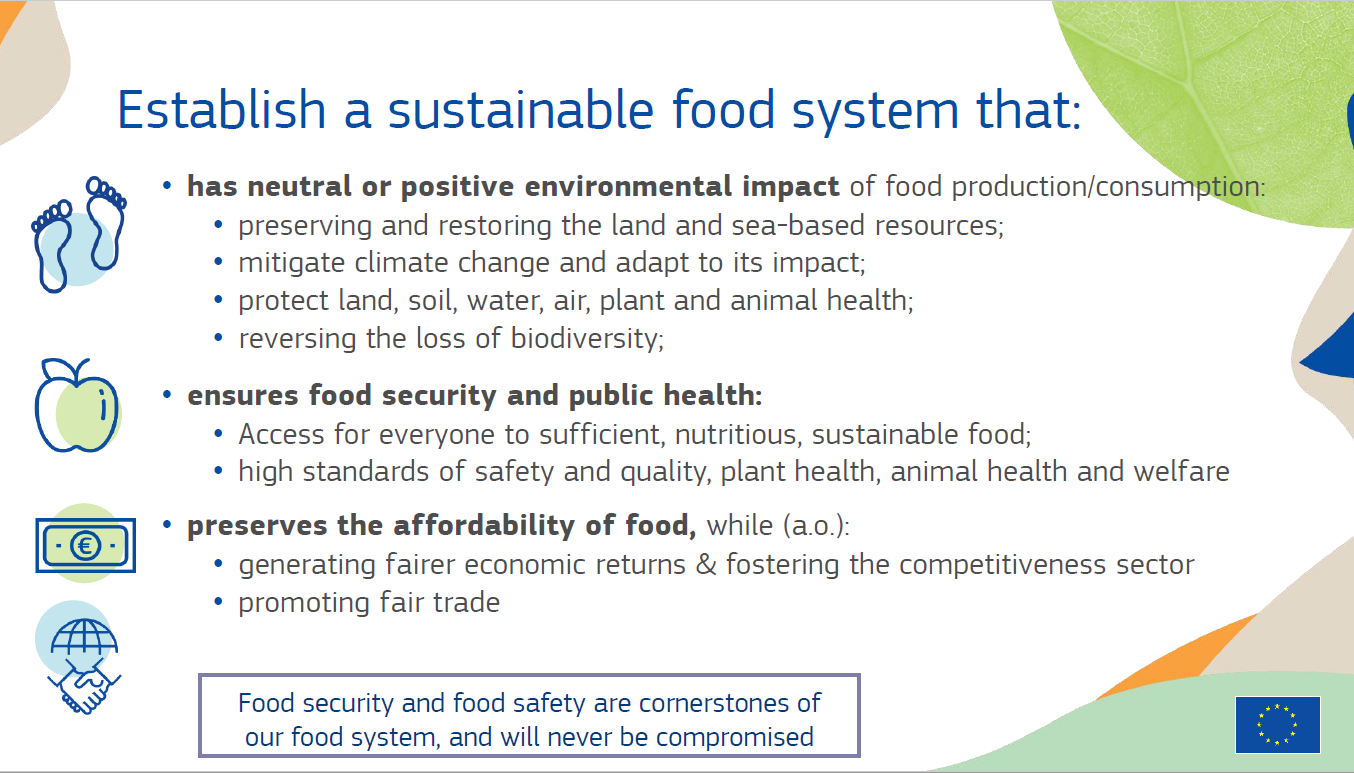 Establish a sustainable food system that:
• has neutral or positive environmental impact of food production/consumption:
• preserving and restoring the land and sea-based resources;
• mitigate climate change and adapt to its impact;
• protect land, soil, water, air, plant and animal health;
• reversing the loss of biodiversity;
• ensures food security and public health:
• Access for everyone to sufficient, nutritious, sustainable food;
• high standards of safety and quality, plant health, animal health and welfare
• preserves the affordability of food, while (a.o.):
€
• generating fairer economic returns & fostering the competitiveness sector
• promoting fair trade
Food security and food safety are cornerstones of
our food system, and will never be compromised